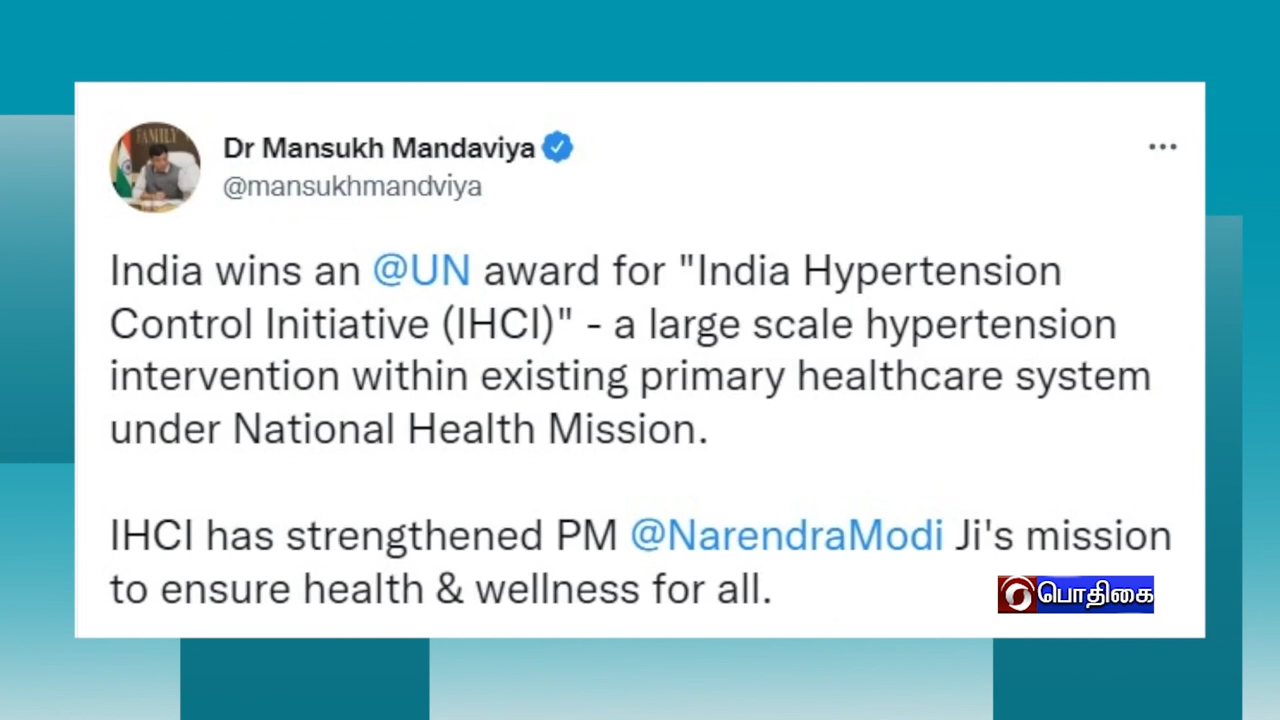 FAMILY
Dr Mansukh Mandaviya
@mansukhmandviya
India wins an @UN award for "India Hypertension
Control Initiative (IHCI)" - a large scale hypertension
intervention within existing primary healthcare system
under National Health Mission.
IHCI has strengthened PM @NarendraModi Ji's mission
to ensure health & wellness for all.
பொதிகை